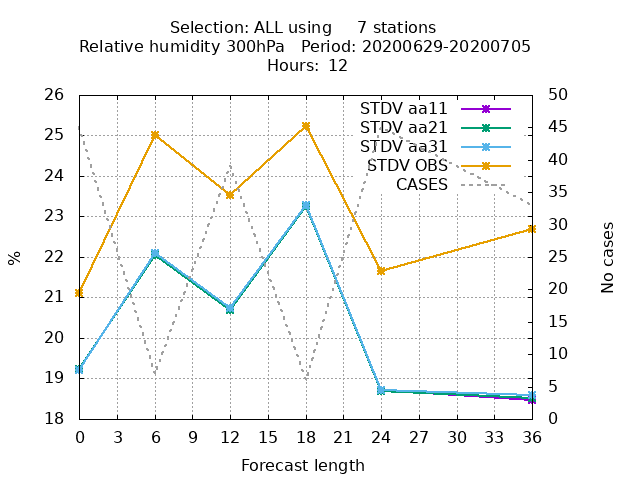 Selection: ALL using     7 stations
Relative humidity 300hPa   Period: 20200629-20200705
Hours: 12
26
25
24
23
22
21
20
19
18
%
50
45
40
35
30
25
20
15
10
5
0
No cases
STDV aa11
STDV aa21
STDV aa31
STDV OBS
CASES
0 3 6 9 12 15 18 21 24 27 30 33 36
Forecast length